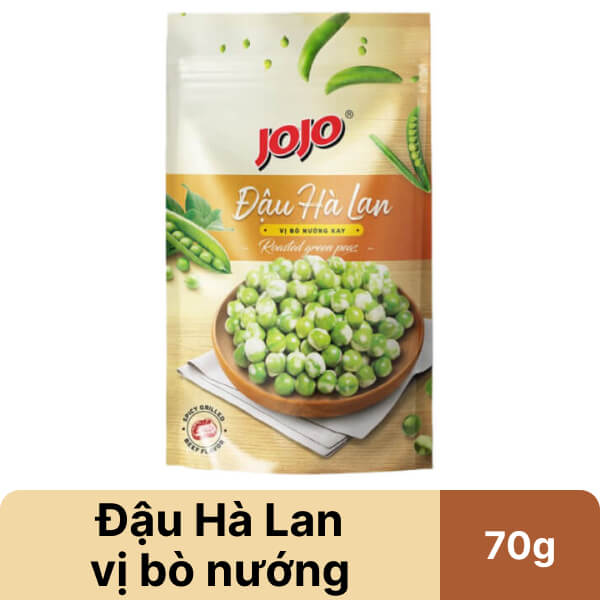 JOJO®
Đậu Hà Lan
VỊ BÒ NƯỚNG KAY
Roasted green peas
SPICY GRILLED
BEEF FLAVOR
Đậu Hà Lan
vị bò nướng
70g